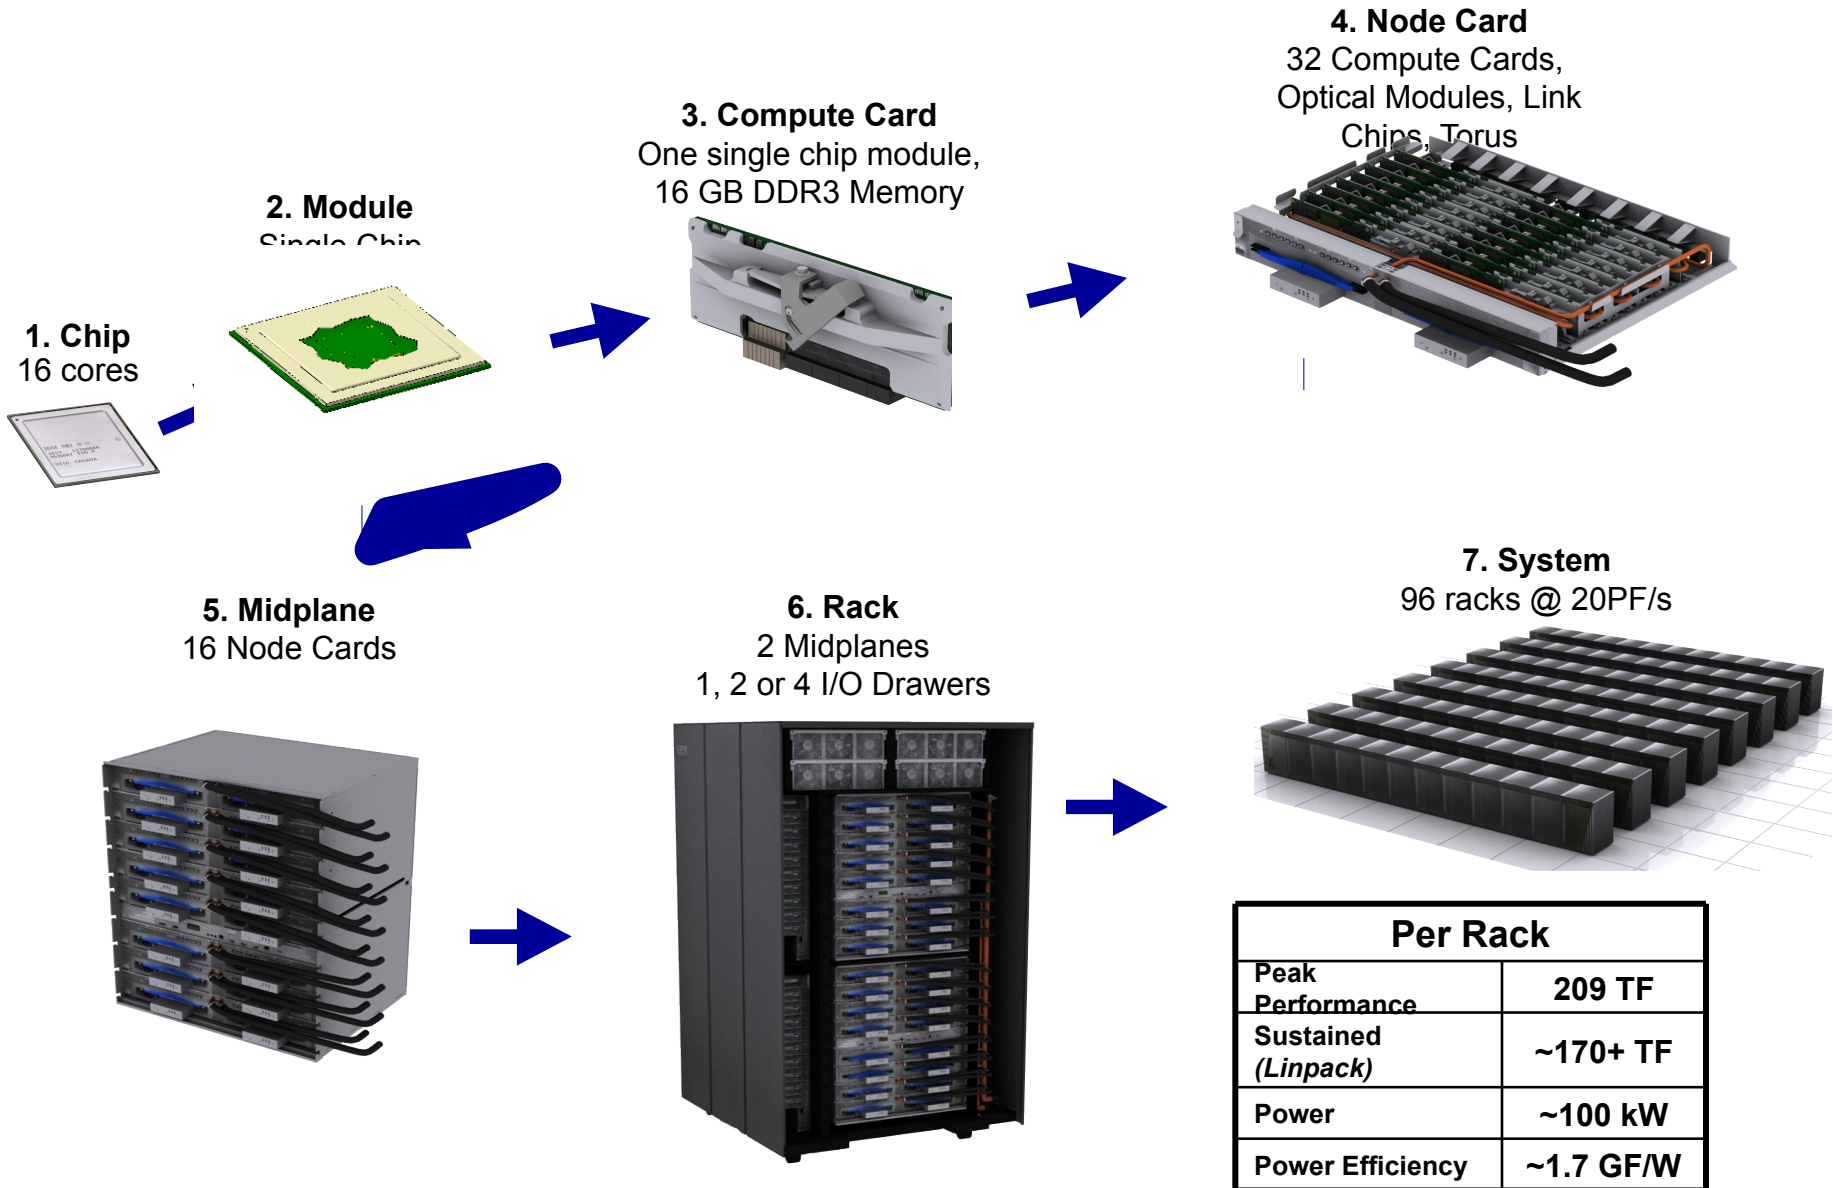 1. Chip
16 cores
2. Module
Single Chip
3. Compute Card
One single chip module,
16 GB DDR3 Memory
4. Node Card
32 Compute Cards,
Optical Modules, Link
Chips, Torus
5. Midplane
16 Node Cards
6. Rack
2 Midplanes
1, 2 or 4 I/O Drawers
7. System
96 racks @ 20PF/s
Per Rack
Peak
Performance
209 TF
Sustained
(Linpack)
~170+ TF
Power
~100 kW
Power Efficiency
~1.7 GF/W